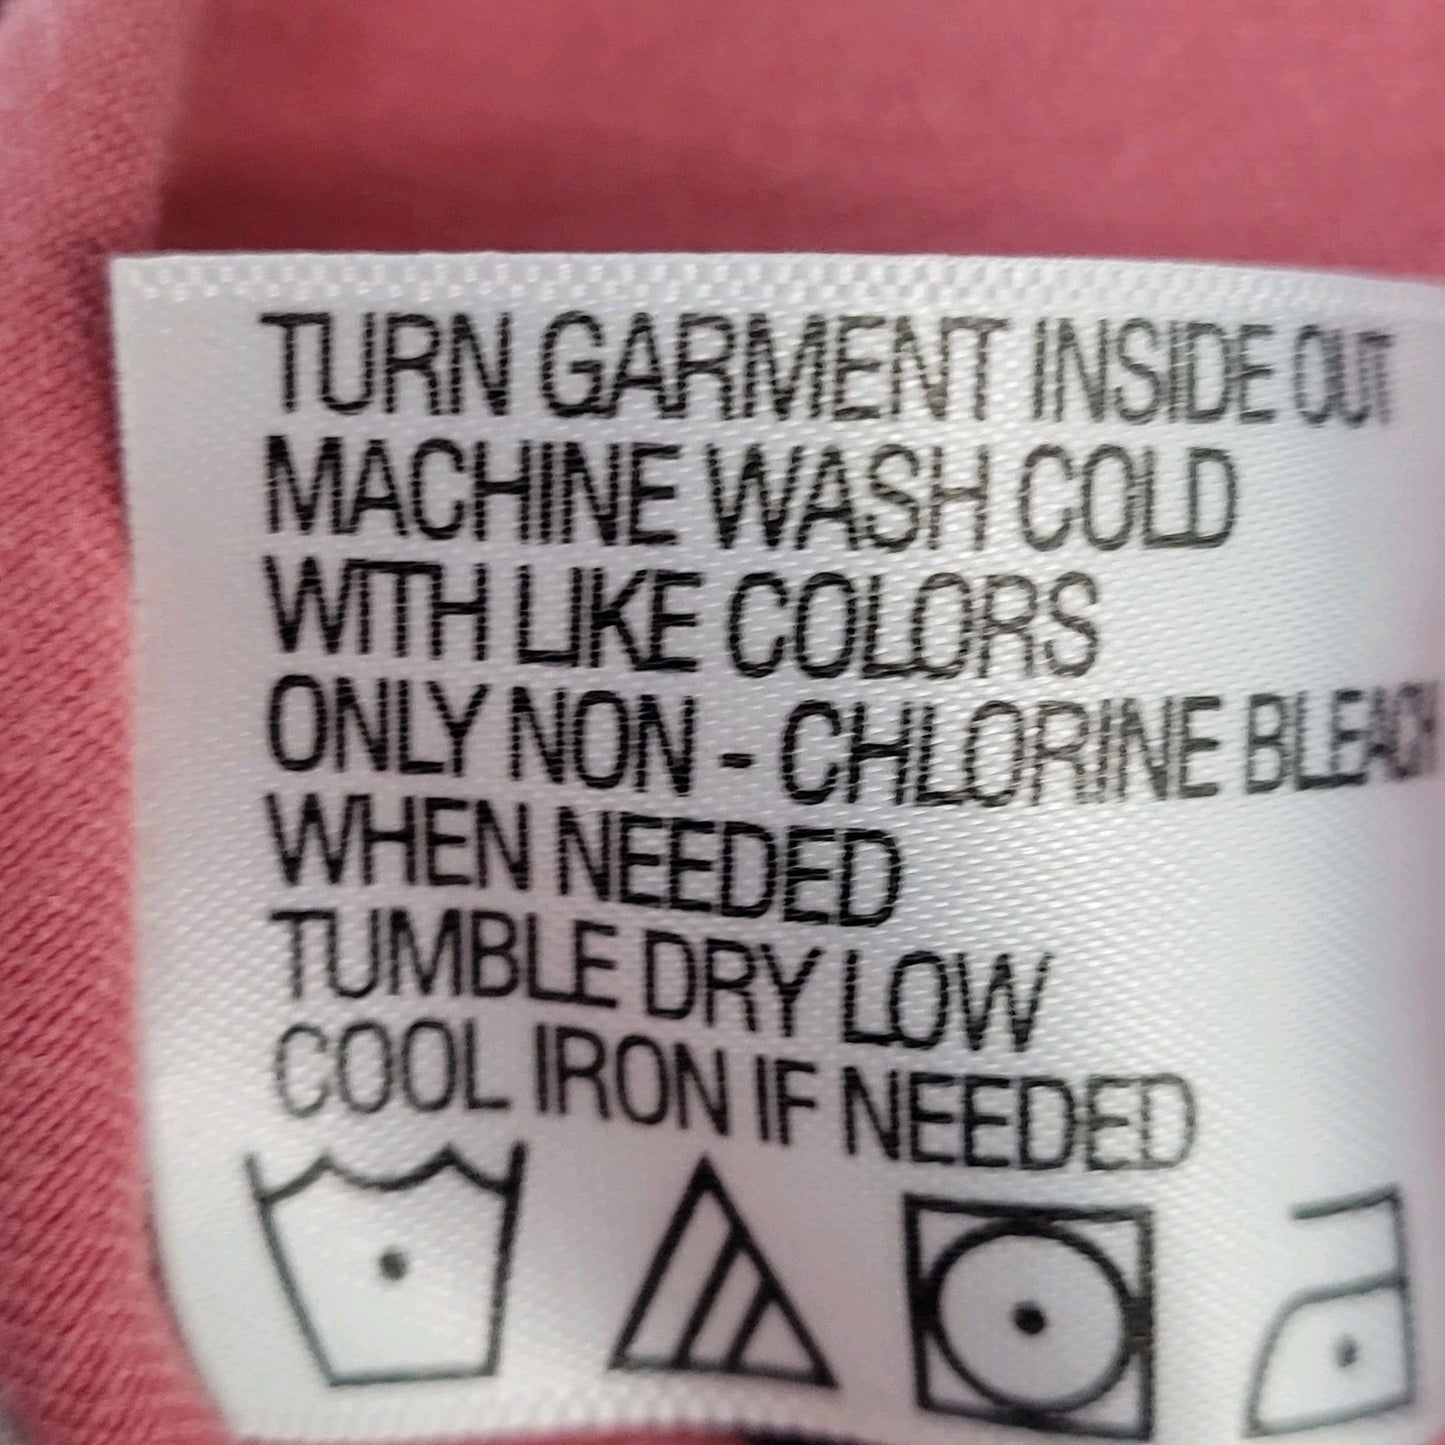 TURN GARMENT INSIDE OUT
MACHINE WASH COLD
WITH LIKE COLORS
ONLY NON - CHLORINE BLEACH
WHEN NEEDED
TUMBLE DRY LOW
COOL IRON IF NEEDED